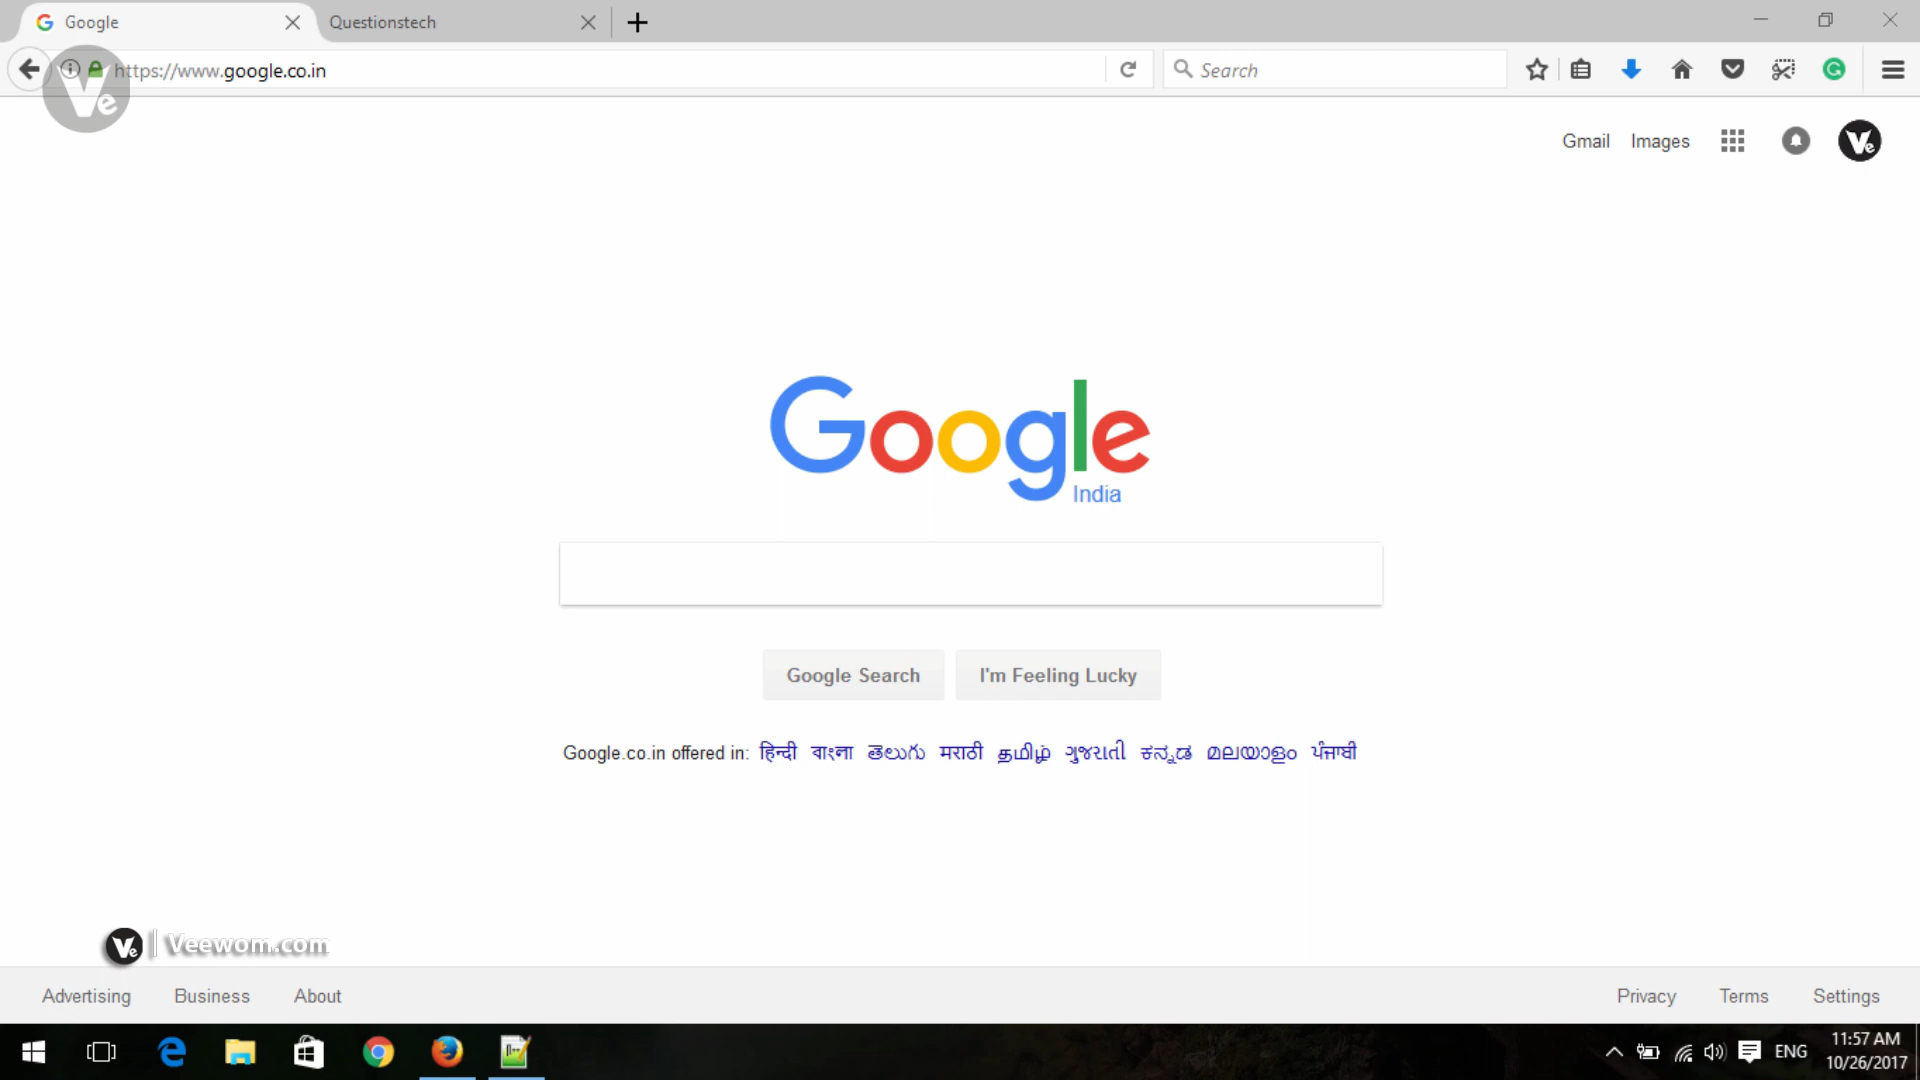 Google
Questionstech
https://www.google.co.in
Search
Gmail Images
Google
India
Google Search
I'm Feeling Lucky
Google.co.in offered in: हिन्दी বাংলা తెలుగు मराठी தமிழ் ગુજરાતી ಕನ್ನಡ മലയാളം ਪੰਜਾਬੀ
Ve | Veewom.com
Advertising Business About
Privacy Terms Settings
ENG
11:57 AM
10/26/2017